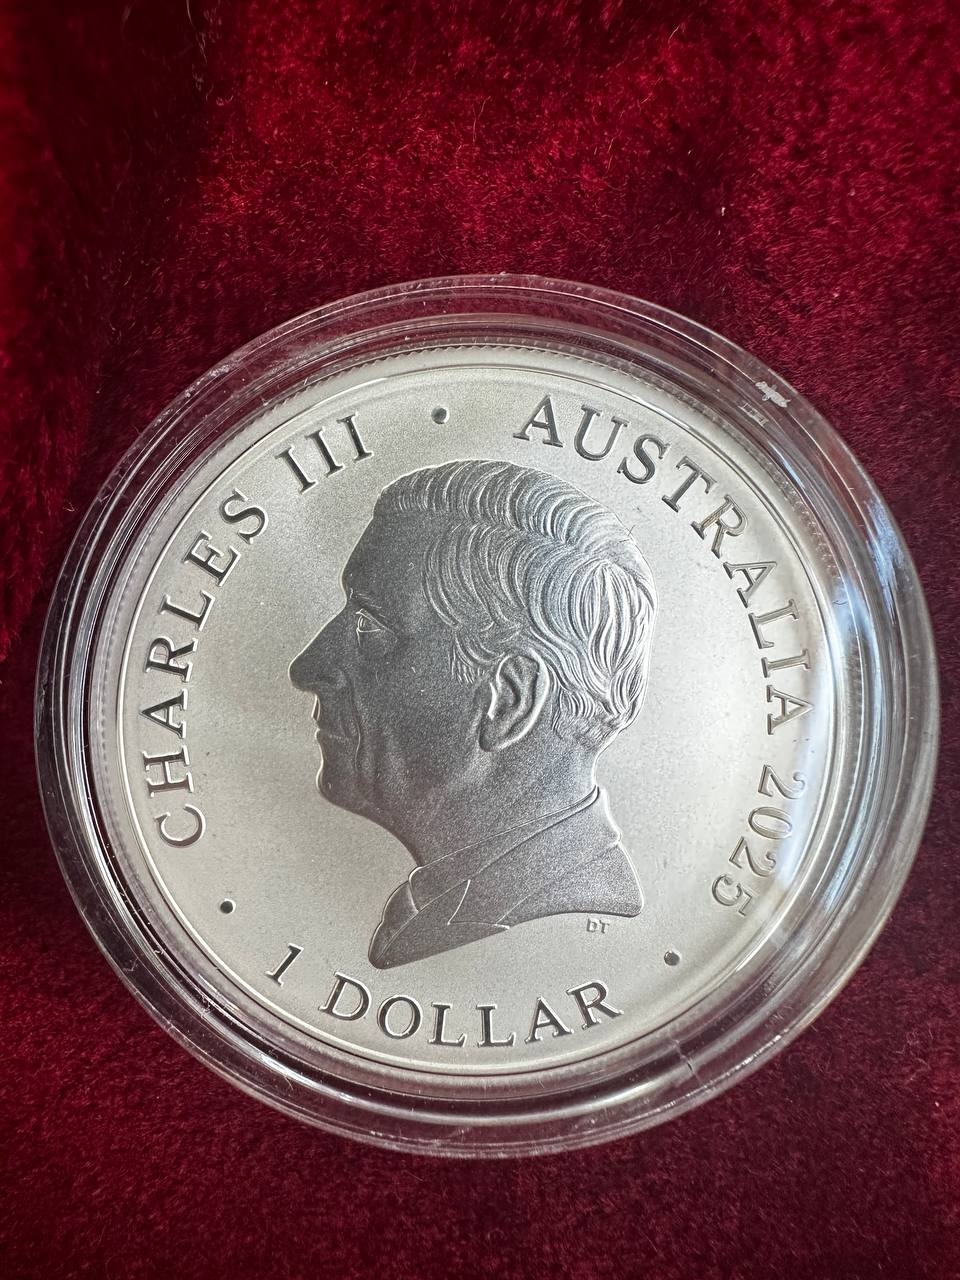 CHARLES III • AUSTRALIA 2025 •
1 DOLLAR •
DT